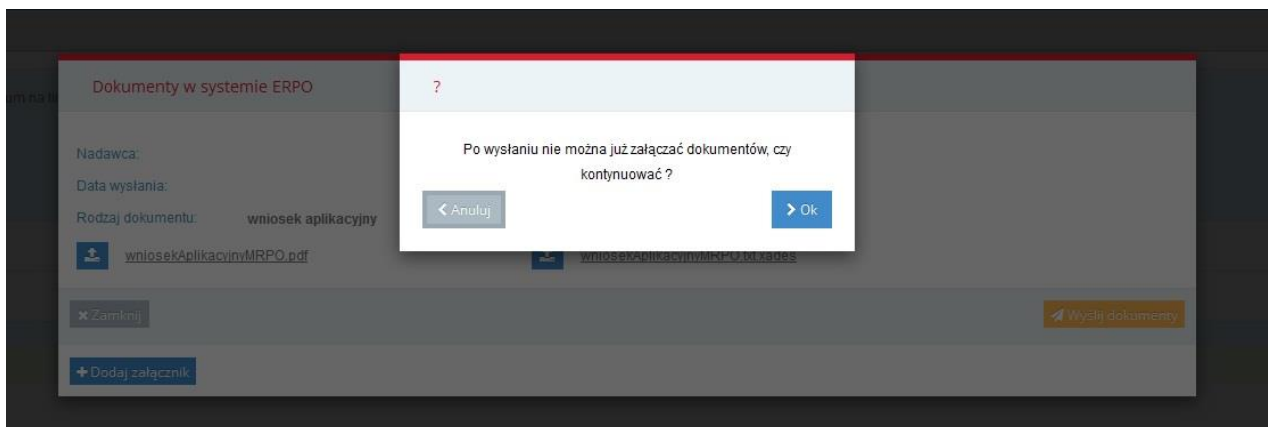 Dokumenty w systemie ERPO
?
Po wysłaniu nie można już załączać dokumentów, czy
kontynuować ?
Anuluj
Ok
Nadawca:
Data wysłania:
Rodzaj dokumentu: wniosek aplikacyjny
wniosekAplikacyjnyMRPO.pdf
wniosekAplikacyjnyMRPO.txt.xades
Zamknij
Wyślij dokumenty
Dodaj załącznik